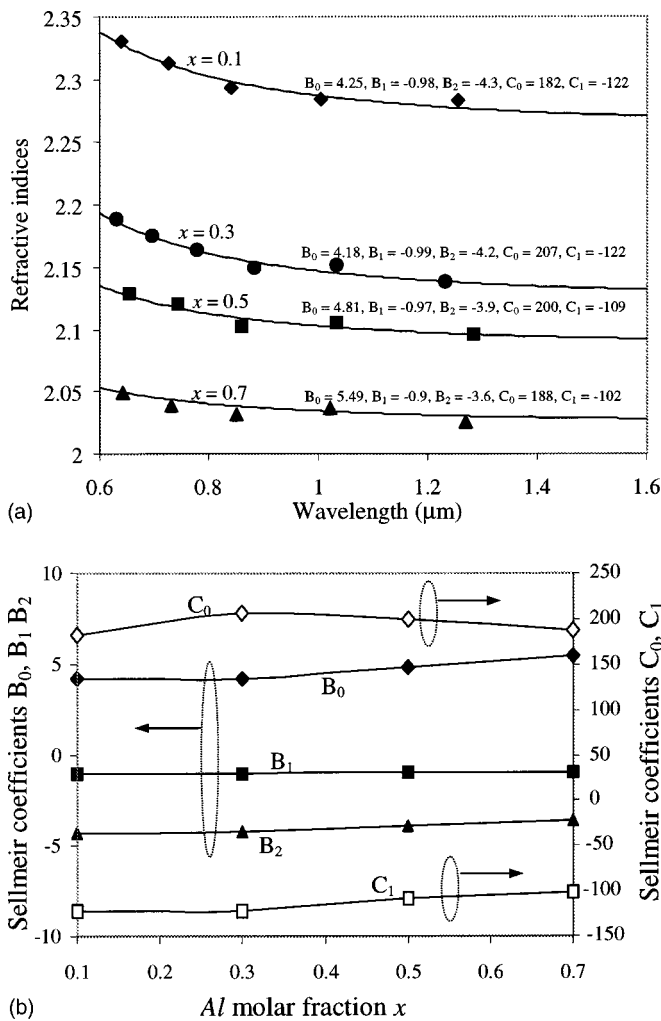 2.35
x = 0.1
B0 = 4.25, B1 = -0.98, B2 = -4.3, C0 = 182, C1 = -122
2.3
2.25
Refractive indices
2.2
x = 0.3
B0 = 4.18, B1 = -0.99, B2 = -4.2, C0 = 207, C1 = -122
2.15
x = 0.5
B0 = 4.81, B1 = -0.97, B2 = -3.9, C0 = 200, C1 = -109
2.1
2.05
x = 0.7
B0 = 5.49, B1 = -0.9, B2 = -3.6, C0 = 188, C1 = -102
2
0.6 0.8 1 1.2 1.4 1.6
(a) Wavelength (µm)
10 250
C0
200
5 150
B0
100
Sellmeir coefficients B0, B1 B2
Sellmeir coefficients C0, C1
0 50
B1
0
-5 -50
B2
C1
-100
-10 -150
0.1 0.3 0.5 0.7
(b) Al molar fraction x